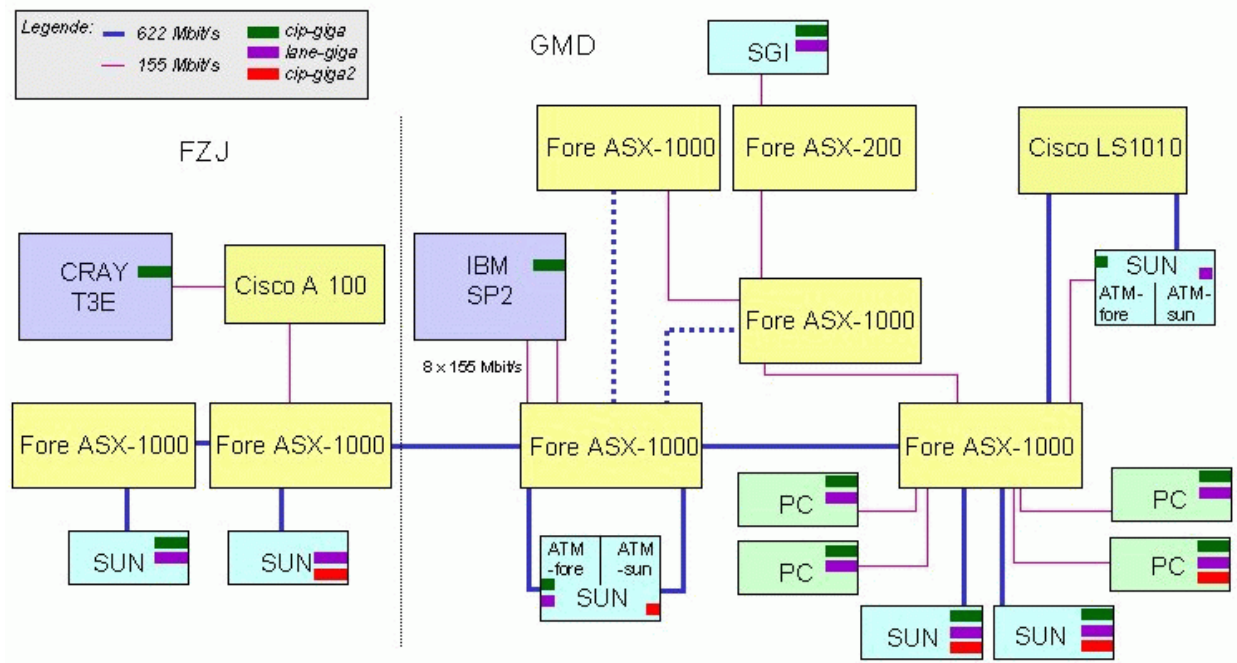 Legende: 622 Mbit/s cip-giga
lane-giga
155 Mbit/s cip-giga2
GMD
SGI
FZJ
Fore ASX-1000
Fore ASX-200
Cisco LS1010
CRAY
T3E
Cisco A 100
IBM
SP2
8 x 155 Mbit/s
Fore ASX-1000
SUN
ATM-
fore
ATM-
sun
Fore ASX-1000
Fore ASX-1000
Fore ASX-1000
Fore ASX-1000
SUN
SUN
ATM
-fore
ATM
-sun
SUN
PC
PC
PC
PC
SUN
SUN